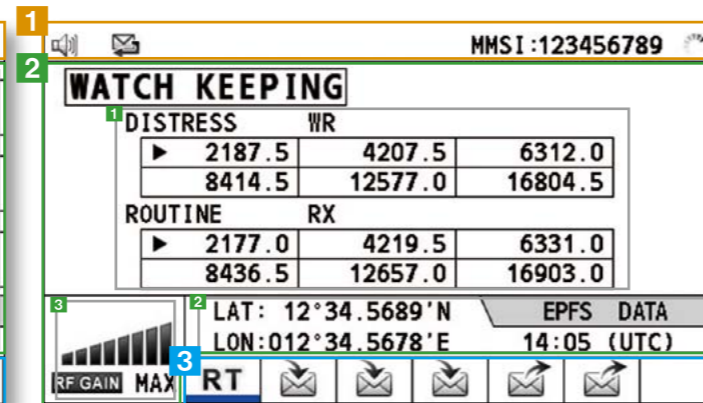 1
MMSI:123456789
2
WATCH KEEPING
1
DISTRESS WR
▶ 2187.5 4207.5 6312.0
8414.5 12577.0 16804.5
ROUTINE RX
▶ 2177.0 4219.5 6331.0
8436.5 12657.0 16903.0
3
2
LAT: 12°34.5689'N EPFS DATA
LON:012°34.5678'E 14:05 (UTC)
RF GAIN MAX
3
RT